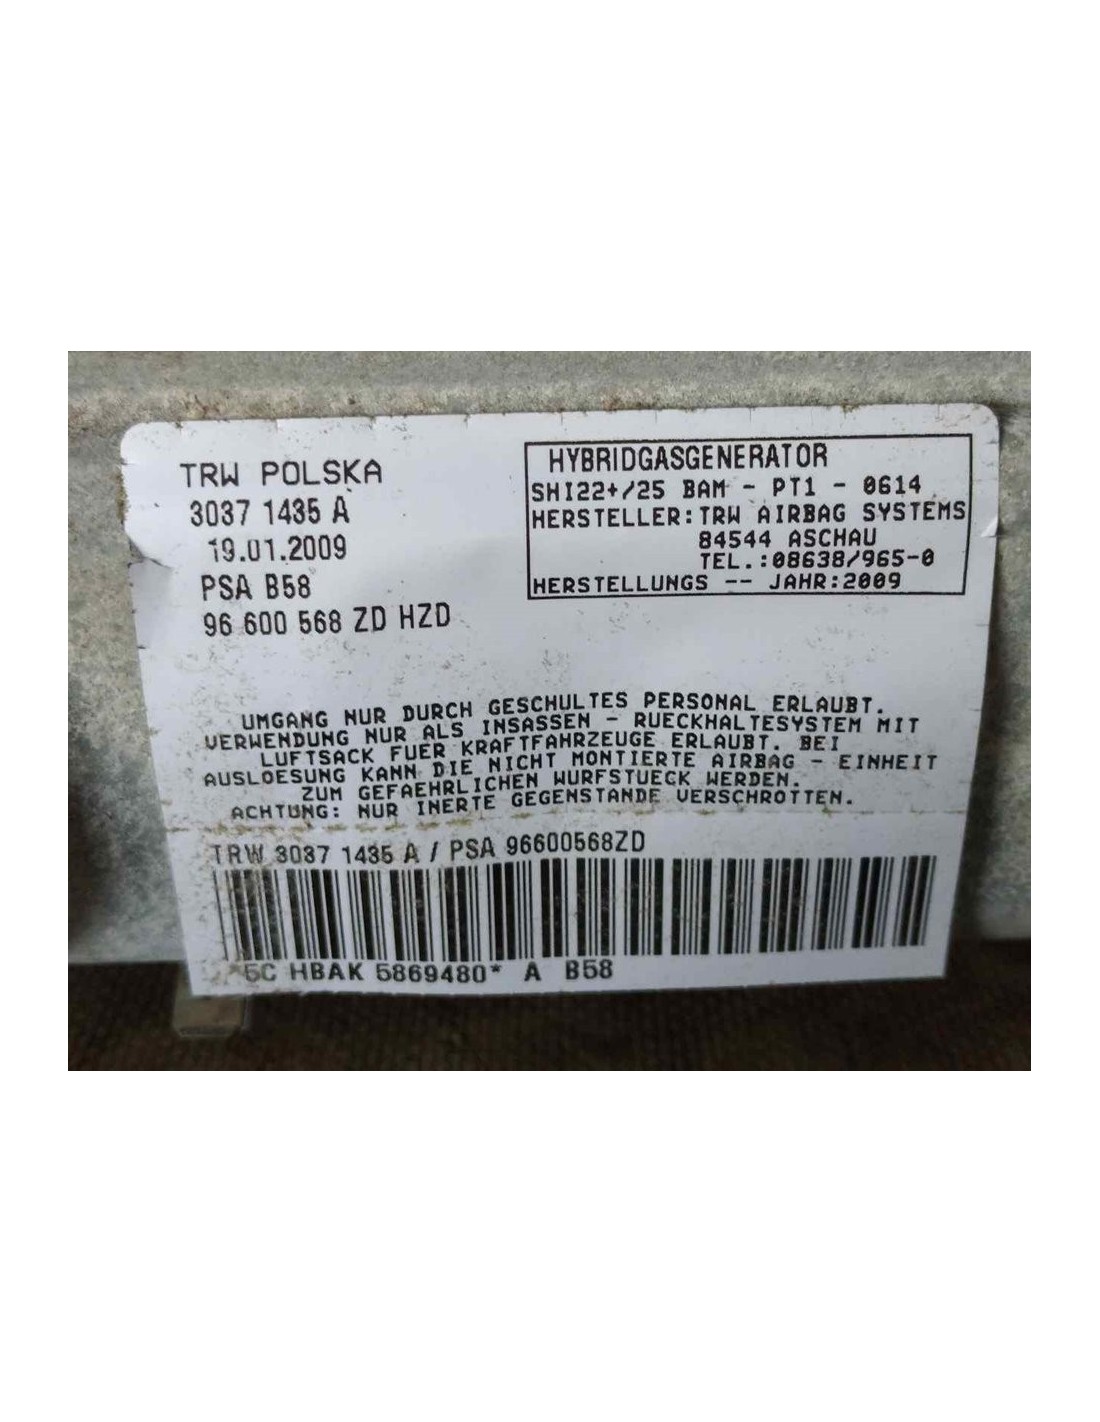 TRW POLSKA
3037 1435 A
19.01.2009
PSA B58
96 600 568 ZD HZD
HYBRIDGASGENERATOR
SHI22+/25 BAM - PT1 - 0614
HERSTELLER: TRW AIRBAG SYSTEMS
84544 ASCHAU
TEL.:08638/965-0
HERSTELLUNGS -- JAHR:2009
UMGANG NUR DURCH GESCHULTES PERSONAL ERLAUBT.
VERWENDUNG NUR ALS INSASSEN - RUECKHALTESYSTEM MIT
LUFTSACK FUER KRAFTFAHRZEUGE ERLAUBT. BEI
AUSLOESUNG KANN DIE NICHT MONTIERTE AIRBAG - EINHEIT
ZUM GEFAEHRLICHEN WURFSTUECK WERDEN.
ACHTUNG: NUR INERTE GEGENSTANDE VERSCHROTTEN.
TRW 3037 1435 A / PSA 96600568ZD
HBAK 5869480* A B58